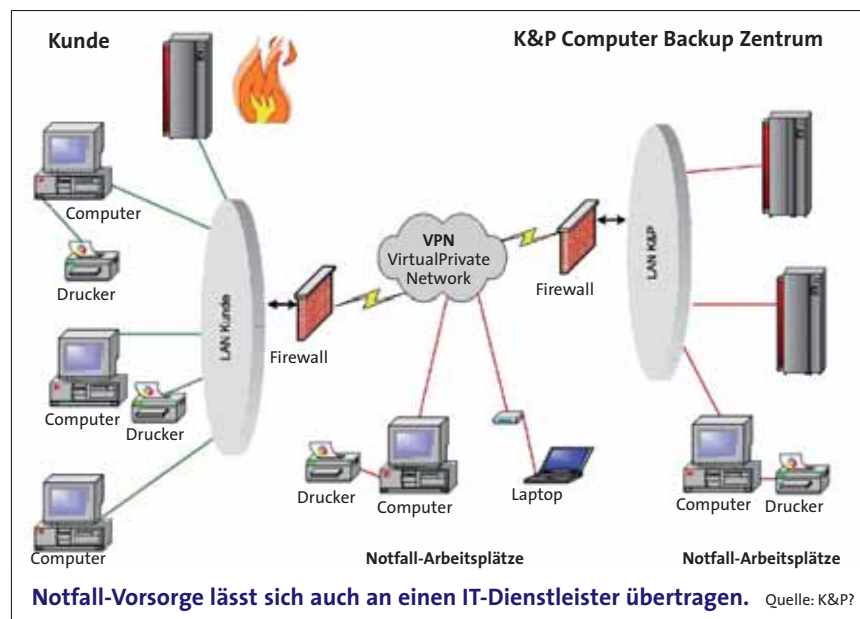 Kunde
K&P Computer Backup Zentrum
Computer
Drucker
Computer
Drucker
Computer
LAN Kunde
Firewall
VPN
VirtualPrivate
Network
Firewall
LAN K&P
Drucker
Computer
Laptop
Notfall-Arbeitsplätze
Computer
Drucker
Notfall-Arbeitsplätze
Notfall-Vorsorge lässt sich auch an einen IT-Dienstleister übertragen. Quelle: K&P?